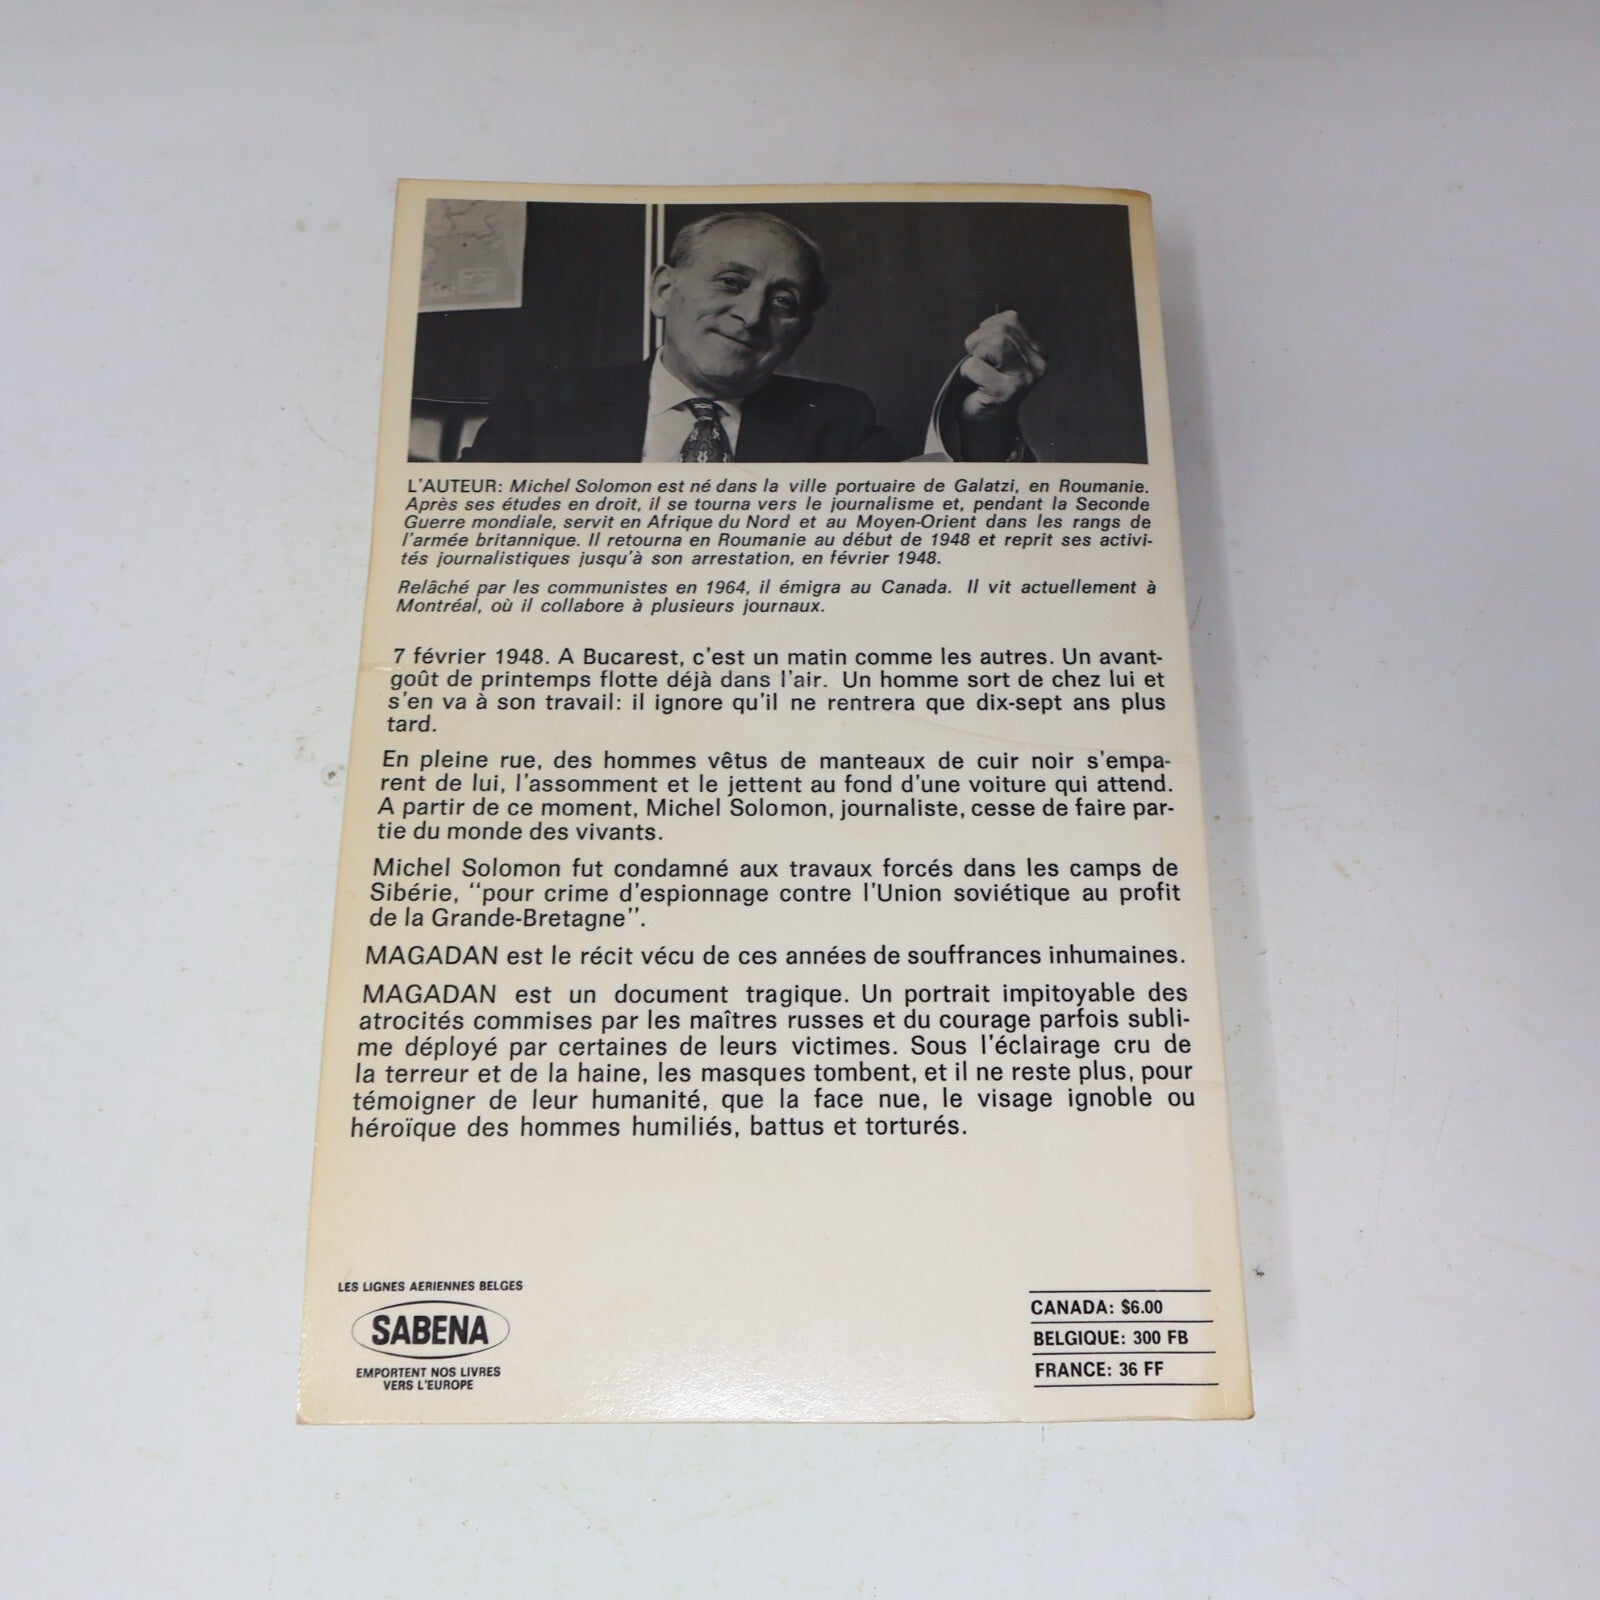 L'AUTEUR: Michel Solomon est né dans la ville portuaire de Galatzi, en Roumanie.
Après ses études en droit, il se tourna vers le journalisme et, pendant la Seconde
Guerre mondiale, servit en Afrique du Nord et au Moyen-Orient dans les rangs de
l'armée britannique. Il retourna en Roumanie au début de 1948 et reprit ses activi-
tés journalistiques jusqu'à son arrestation, en février 1948.
Relâché par les communistes en 1964, il émigra au Canada. Il vit actuellement à
Montréal, où il collabore à plusieurs journaux.
7 février 1948. A Bucarest, c'est un matin comme les autres. Un avant-
goût de printemps flotte déjà dans l'air. Un homme sort de chez lui et
s'en va à son travail: il ignore qu'il ne rentrera que dix-sept ans plus
tard.
En pleine rue, des hommes vêtus de manteaux de cuir noir s'empa-
rent de lui, l'assomment et le jettent au fond d'une voiture qui attend.
A partir de ce moment, Michel Solomon, journaliste, cesse de faire par-
tie du monde des vivants.
Michel Solomon fut condamné aux travaux forcés dans les camps de
Sibérie, "pour crime d'espionnage contre l'Union soviétique au profit
de la Grande-Bretagne".
MAGADAN est le récit vécu de ces années de souffrances inhumaines.
MAGADAN est un document tragique. Un portrait impitoyable des
atrocités commises par les maîtres russes et du courage parfois subli-
me déployé par certaines de leurs victimes. Sous l'éclairage cru de
la terreur et de la haine, les masques tombent, et il ne reste plus, pour
témoigner de leur humanité, que la face nue, le visage ignoble ou
héroïque des hommes humiliés, battus et torturés.
LES LIGNES AERIENNES BELGES
SABENA
EMPORTENT NOS LIVRES
VERS L'EUROPE
CANADA: $6.00
BELGIQUE: 300 FB
FRANCE: 36 FF